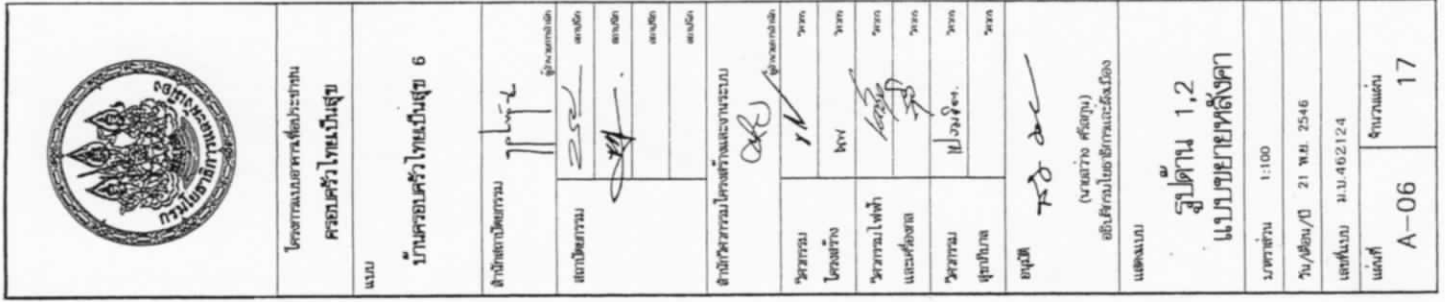 กรมโยธาธิการและผังเมือง
โครงการแบบอาคารเพื่อประชาชน
ครอบครัวไทยเป็นสุข
แบบ
บ้านครอบครัวไทยเป็นสุข 6
สำนักสถาปัตยกรรม
ผู้อำนวยการสำนัก
สถาปัตยกรรม
สถาปนิก
สถาปนิก
สถาปนิก
สถาปนิก
สำนักวิศวกรรมโครงสร้างและงานระบบ
ผู้อำนวยการสำนัก
วิศวกรรม
โครงสร้าง
วิศวกร
วิศวกร
วิศวกรรมไฟฟ้า
และเครื่องกล
วิศวกร
วิศวกร
วิศวกรรม
สุขาภิบาล
วิศวกร
วิศวกร
อนุมัติ
(นายสว่าง ศรีสกุน)
อธิบดีกรมโยธาธิการและผังเมือง
แสดงแบบ
รูปด้าน 1,2
แบบขยายหลังคา
มาตราส่วน 1:100
วัน/เดือน/ปี 21 พ.ย. 2546
เลขที่แบบ ม.บ.462124
แผ่นที่ จำนวนแผ่น
A-06 17